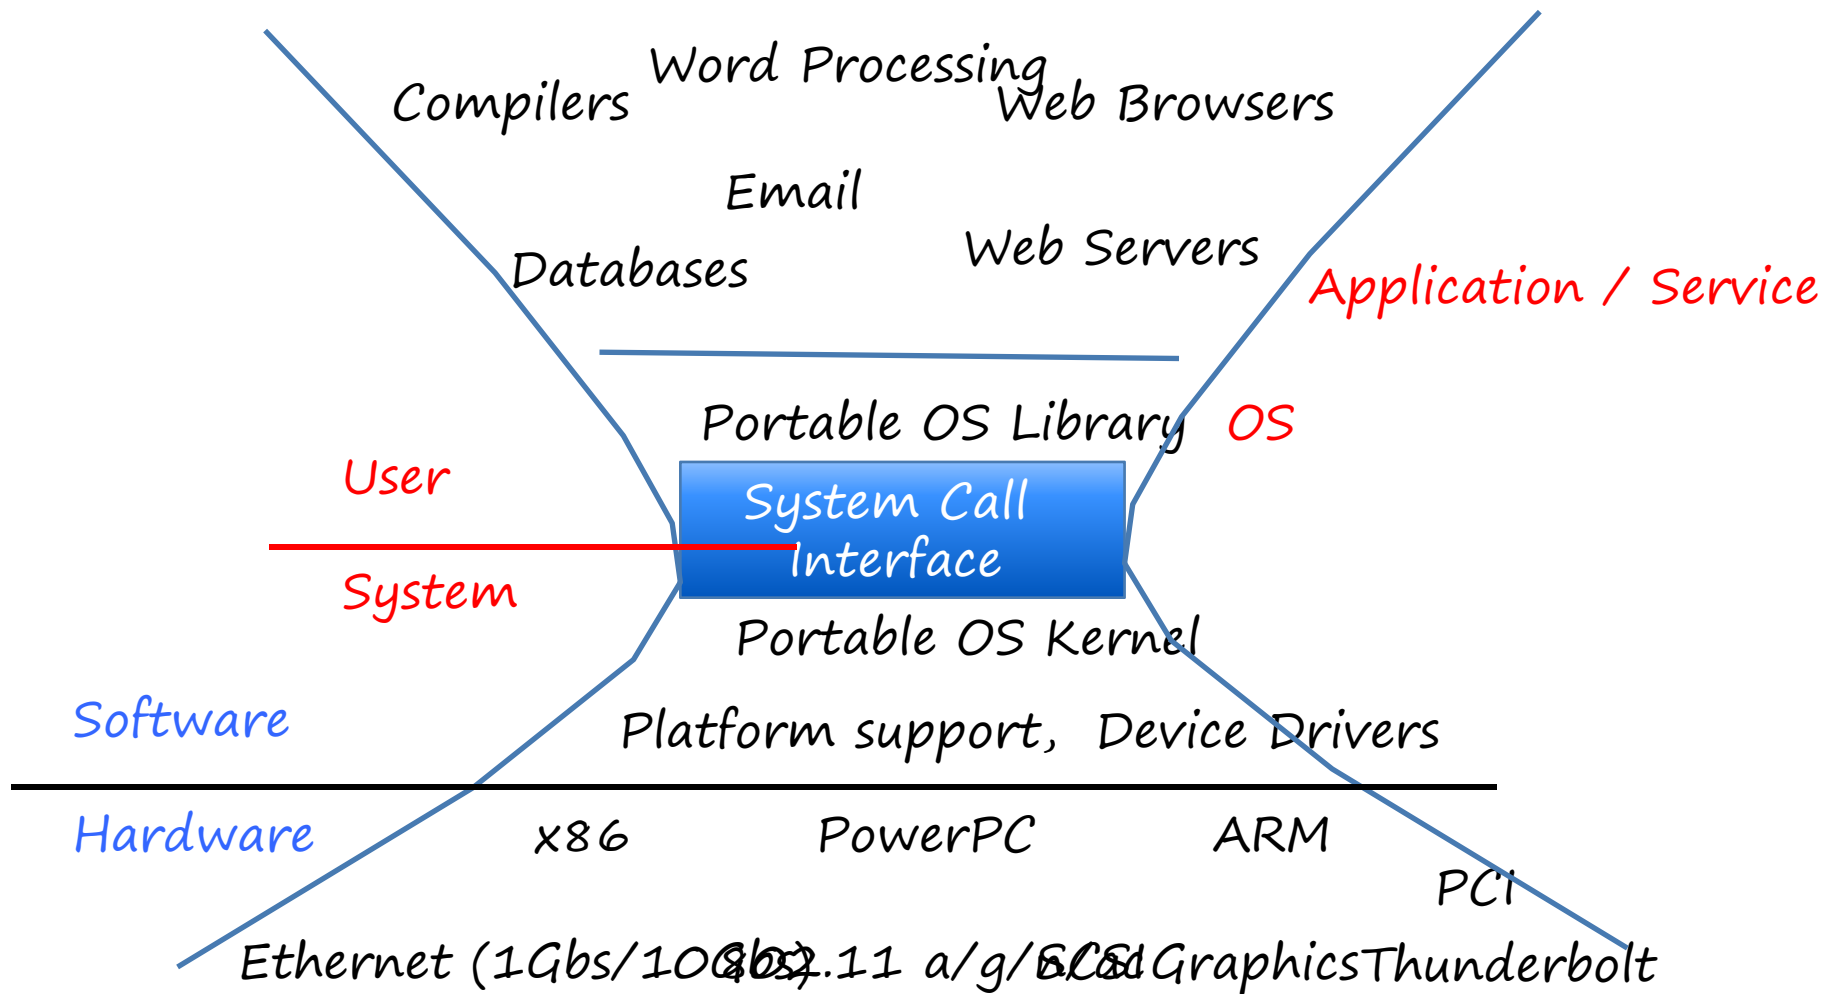 Word Processing
Compilers
Web Browsers
Email
Web Servers
Databases
Application / Service
Portable OS Library
OS
User
System Call
Interface
System
Portable OS Kernel
Software
Platform support, Device Drivers
Hardware
x86
PowerPC
ARM
PCI
Ethernet (1Gbs/10Gbs)
802.11 a/g/n/ac
SCSI
Graphics
Thunderbolt